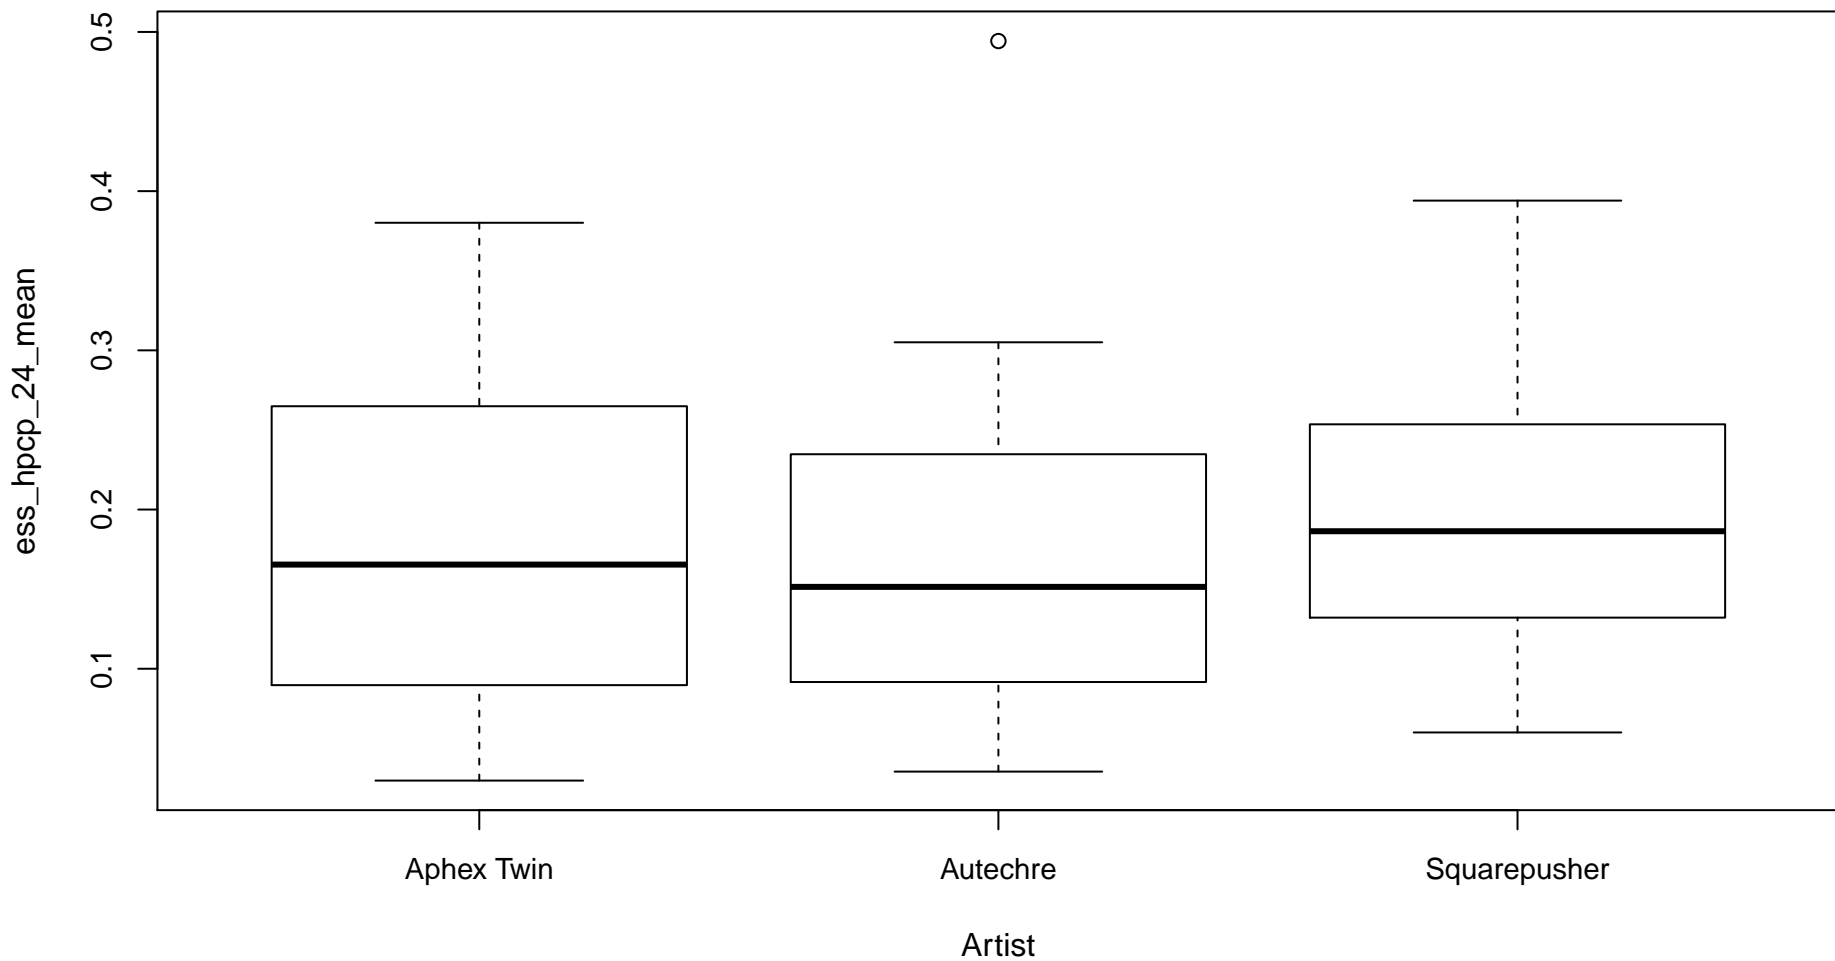 0.5
0.4
0.3
0.2
0.1
ess_hpcp_24_mean
Aphex Twin
Autechre
Squarepusher
Artist